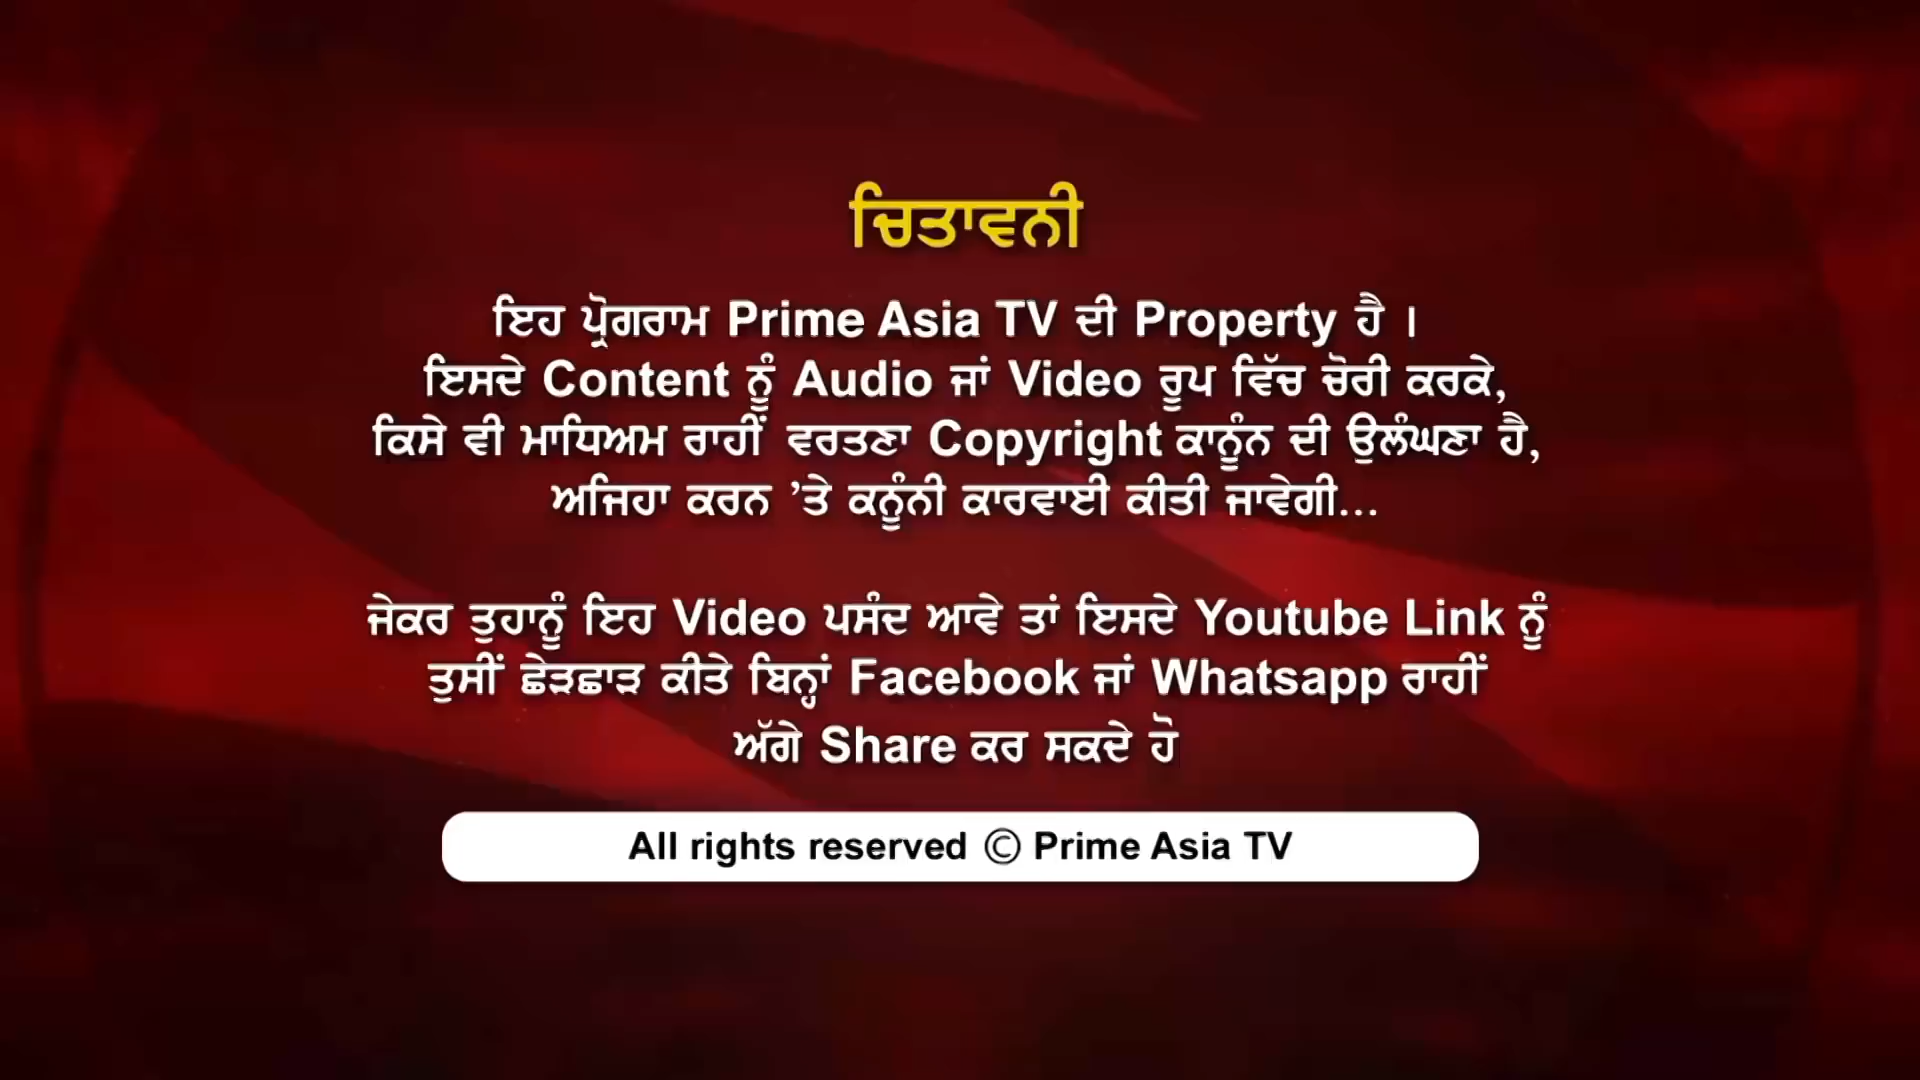 ਚਿਤਾਵਨੀ
ਇਹ ਪ੍ਰੋਗਰਾਮ Prime Asia TV ਦੀ Property ਹੈ ।
ਇਸਦੇ Content ਨੂੰ Audio ਜਾਂ Video ਰੂਪ ਵਿੱਚ ਚੋਰੀ ਕਰਕੇ,
ਕਿਸੇ ਵੀ ਮਾਧਿਅਮ ਰਾਹੀਂ ਵਰਤਣਾ Copyright ਕਾਨੂੰਨ ਦੀ ਉਲੰਘਣਾ ਹੈ,
ਅਜਿਹਾ ਕਰਨ ’ਤੇ ਕਨੂੰਨੀ ਕਾਰਵਾਈ ਕੀਤੀ ਜਾਵੇਗੀ...
ਜੇਕਰ ਤੁਹਾਨੂੰ ਇਹ Video ਪਸੰਦ ਆਵੇ ਤਾਂ ਇਸਦੇ Youtube Link ਨੂੰ
ਤੁਸੀਂ ਛੇੜਛਾੜ ਕੀਤੇ ਬਿਨ੍ਹਾਂ Facebook ਜਾਂ Whatsapp ਰਾਹੀਂ
ਅੱਗੇ Share ਕਰ ਸਕਦੇ ਹੋ
All rights reserved © Prime Asia TV